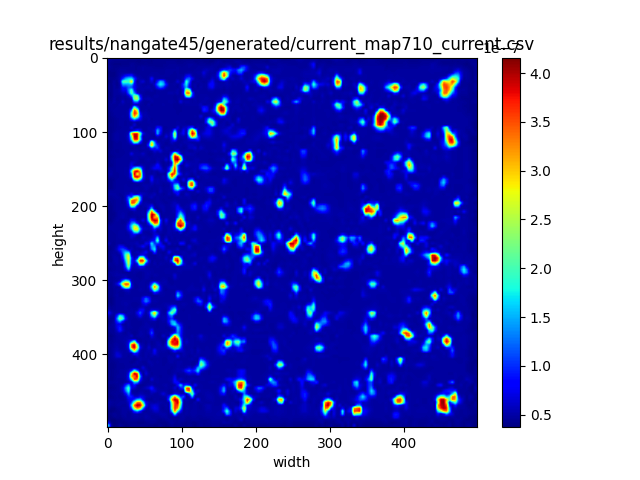 results/nangate45/generated/current_map710_current.csv
1e−7
0
100
200
300
400
height
0 100 200 300 400
width
4.0
3.5
3.0
2.5
2.0
1.5
1.0
0.5